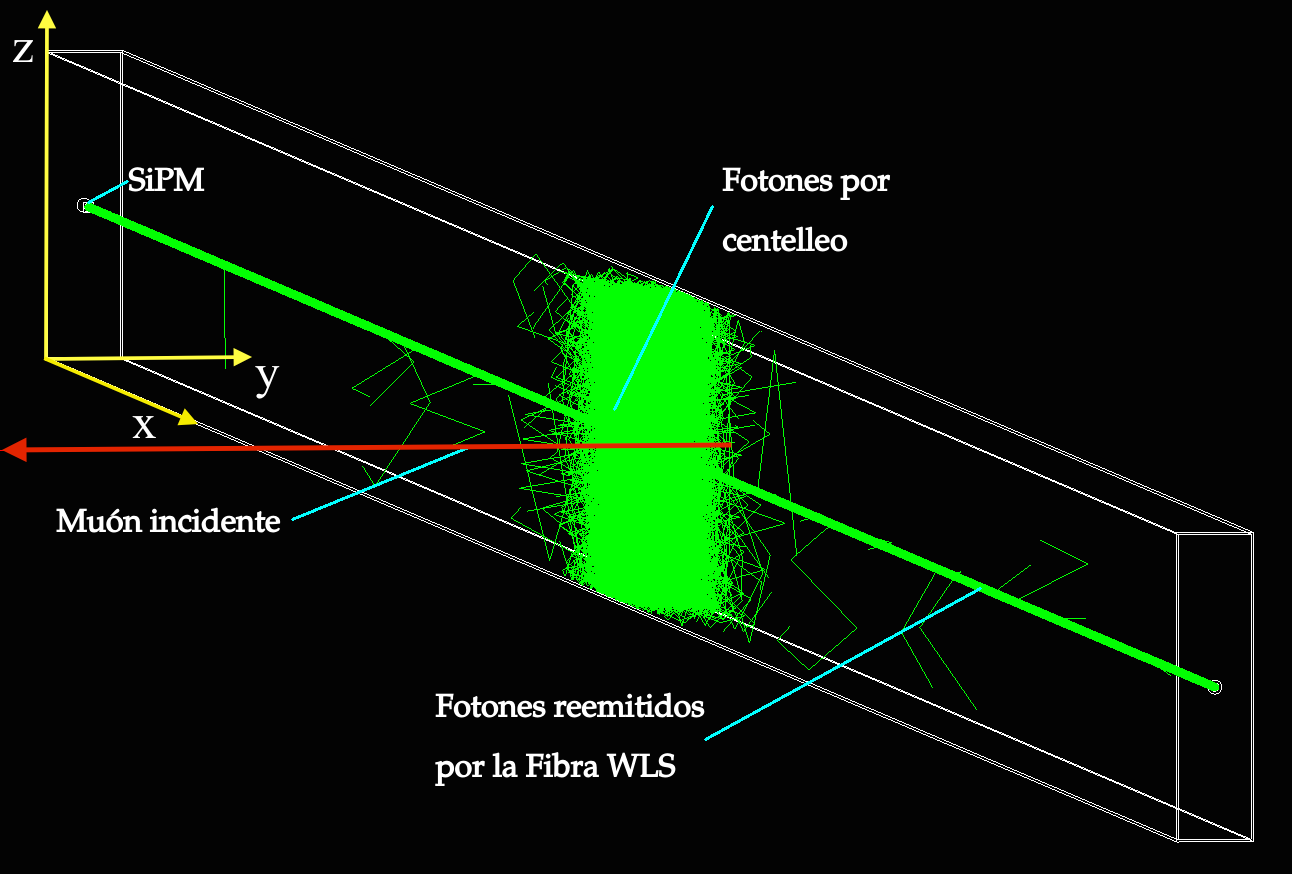 z
SiPM
Fotones por
centelleo
y
x
Muón incidente
Fotones reemitidos
por la Fibra WLS